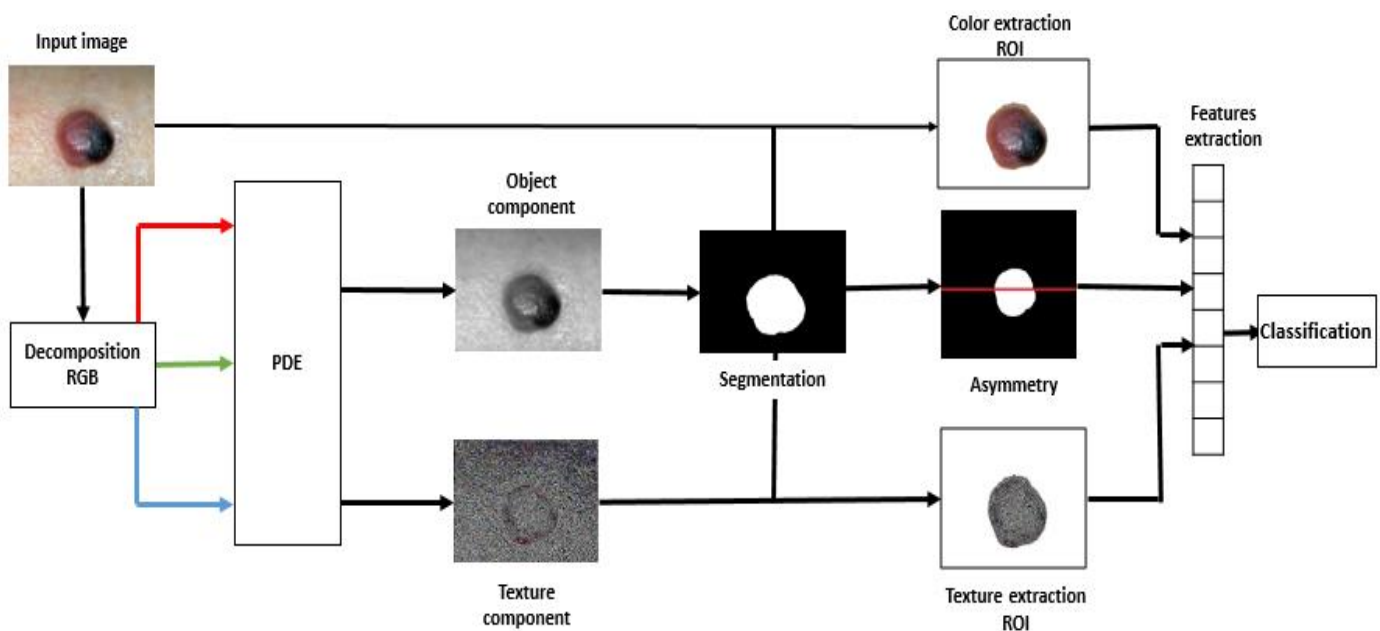 Input image
Color extraction
ROI
Features
extraction
Object
component
Decomposition
RGB
PDE
Classification
Segmentation
Asymmetry
Texture
component
Texture extraction
ROI